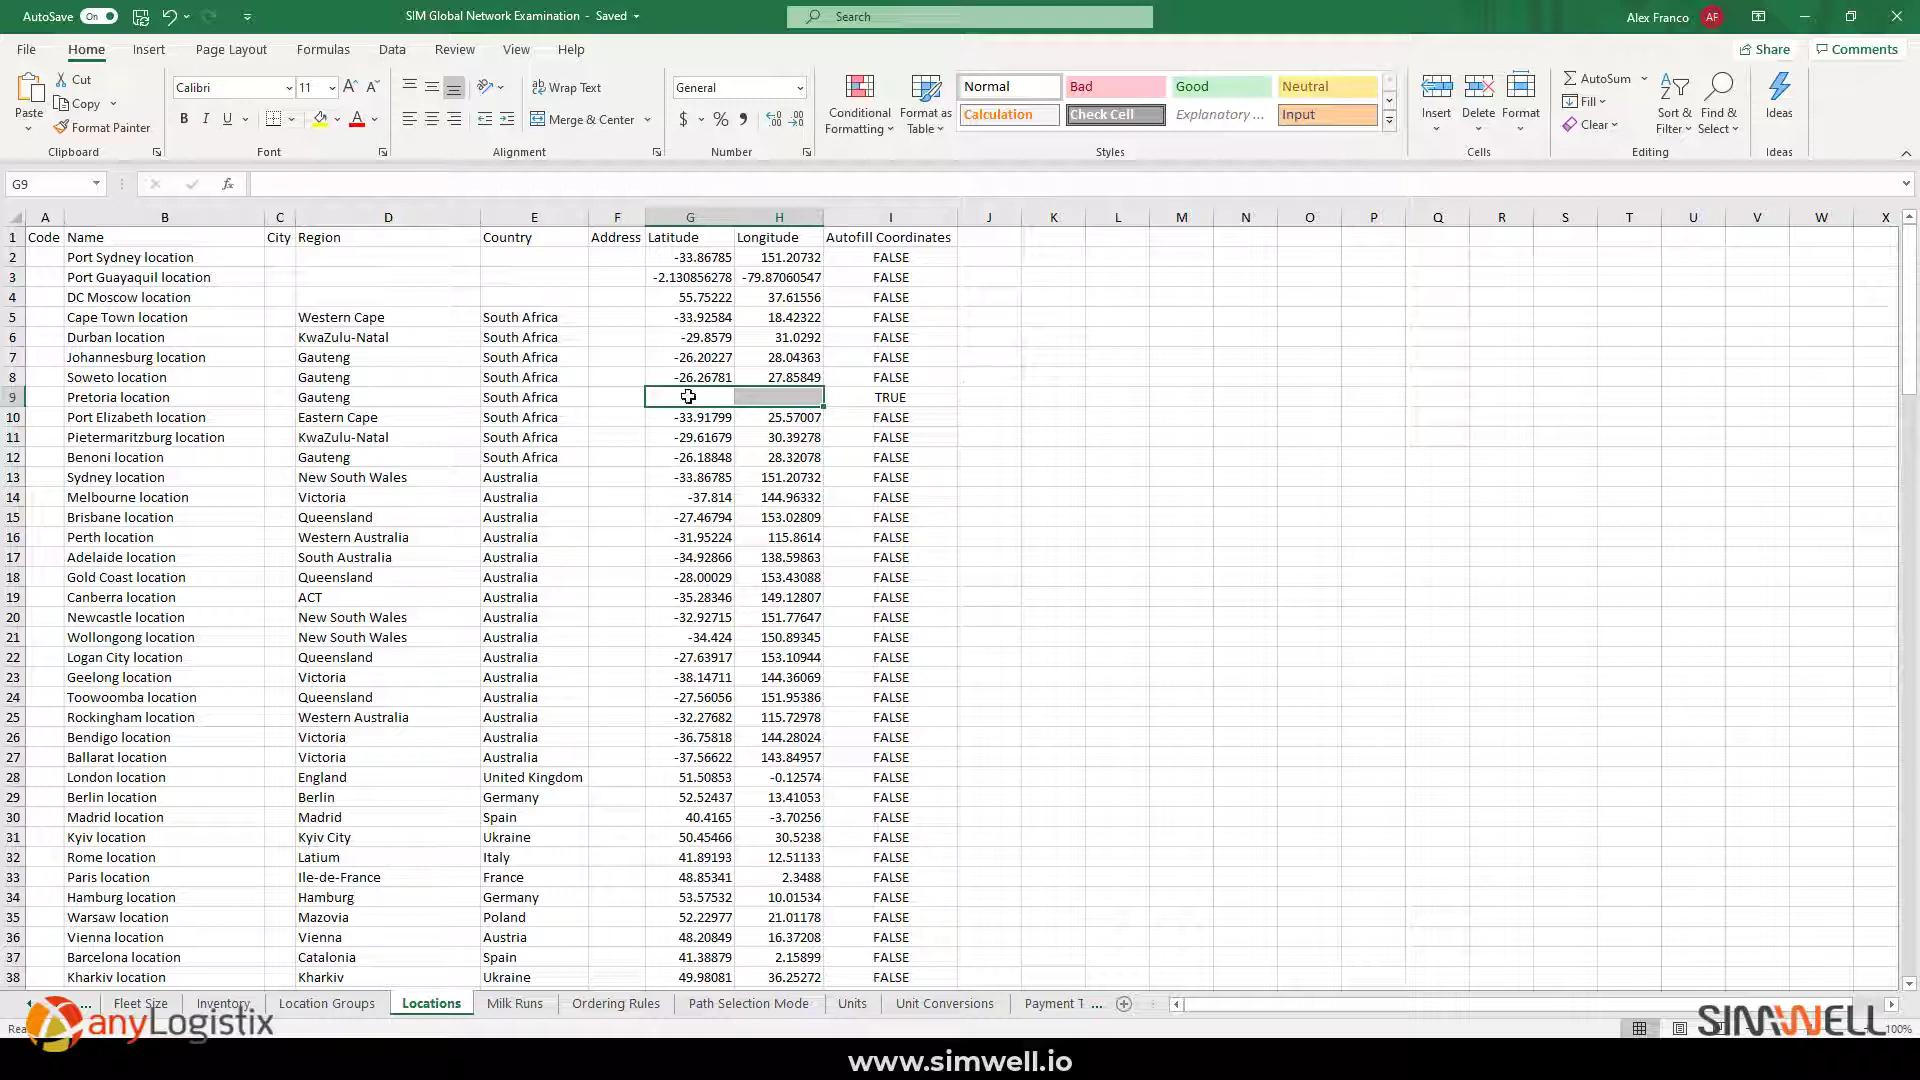 AutoSave On SIM Global Network Examination - Saved Search Alex Franco AF
File Home Insert Page Layout Formulas Data Review View Help Share Comments
Paste Cut Copy Format Painter Clipboard
Calibri 11 A A B I U A Font
Wrap Text Merge & Center Alignment
General $ % Number
Conditional Formatting Format as Table
Normal Bad Good Neutral
Calculation Check Cell Explanatory ... Input
Styles
Insert Delete Format Cells
AutoSum Fill Clear Sort & Filter Find & Select Editing
Ideas Ideas
G9 fx
A B C D E F G H I J K L M N O P Q R S T U V W X
1 Code Name City Region Country Address Latitude Longitude Autofill Coordinates
2 Port Sydney location -33.86785 151.20732 FALSE
3 Port Guayaquil location -2.130856278 -79.87060547 FALSE
4 DC Moscow location 55.75222 37.61556 FALSE
5 Cape Town location Western Cape South Africa -33.92584 18.42322 FALSE
6 Durban location KwaZulu-Natal South Africa -29.8579 31.0292 FALSE
7 Johannesburg location Gauteng South Africa -26.20227 28.04363 FALSE
8 Soweto location Gauteng South Africa -26.26781 27.85849 FALSE
9 Pretoria location Gauteng South Africa TRUE
10 Port Elizabeth location Eastern Cape South Africa -33.91799 25.57007 FALSE
11 Pietermaritzburg location KwaZulu-Natal South Africa -29.61679 30.39278 FALSE
12 Benoni location Gauteng South Africa -26.18848 28.32078 FALSE
13 Sydney location New South Wales Australia -33.86785 151.20732 FALSE
14 Melbourne location Victoria Australia -37.814 144.96332 FALSE
15 Brisbane location Queensland Australia -27.46794 153.02809 FALSE
16 Perth location Western Australia Australia -31.95224 115.8614 FALSE
17 Adelaide location South Australia Australia -34.92866 138.59863 FALSE
18 Gold Coast location Queensland Australia -28.00029 153.43088 FALSE
19 Canberra location ACT Australia -35.28346 149.12807 FALSE
20 Newcastle location New South Wales Australia -32.92715 151.77647 FALSE
21 Wollongong location New South Wales Australia -34.424 150.89345 FALSE
22 Logan City location Queensland Australia -27.63917 153.10944 FALSE
23 Geelong location Victoria Australia -38.14711 144.36069 FALSE
24 Toowoomba location Queensland Australia -27.56056 151.95386 FALSE
25 Rockingham location Western Australia Australia -32.27682 115.72978 FALSE
26 Bendigo location Victoria Australia -36.75818 144.28024 FALSE
27 Ballarat location Victoria Australia -37.56622 143.84957 FALSE
28 London location England United Kingdom 51.50853 -0.12574 FALSE
29 Berlin location Berlin Germany 52.52437 13.41053 FALSE
30 Madrid location Madrid Spain 40.4165 -3.70256 FALSE
31 Kyiv location Kyiv City Ukraine 50.45466 30.5238 FALSE
32 Rome location Latium Italy 41.89193 12.51133 FALSE
33 Paris location Ile-de-France France 48.85341 2.3488 FALSE
34 Hamburg location Hamburg Germany 53.57532 10.01534 FALSE
35 Warsaw location Mazovia Poland 52.22977 21.01178 FALSE
36 Vienna location Vienna Austria 48.20849 16.37208 FALSE
37 Barcelona location Catalonia Spain 41.38879 2.15899 FALSE
38 Kharkiv location Kharkiv Ukraine 49.98081 36.25272 FALSE
... Fleet Size Inventory Location Groups Locations Milk Runs Ordering Rules Path Selection Mode Units Unit Conversions Payment T ...
anyLogistix SIMWELL 100%
www.simwell.io